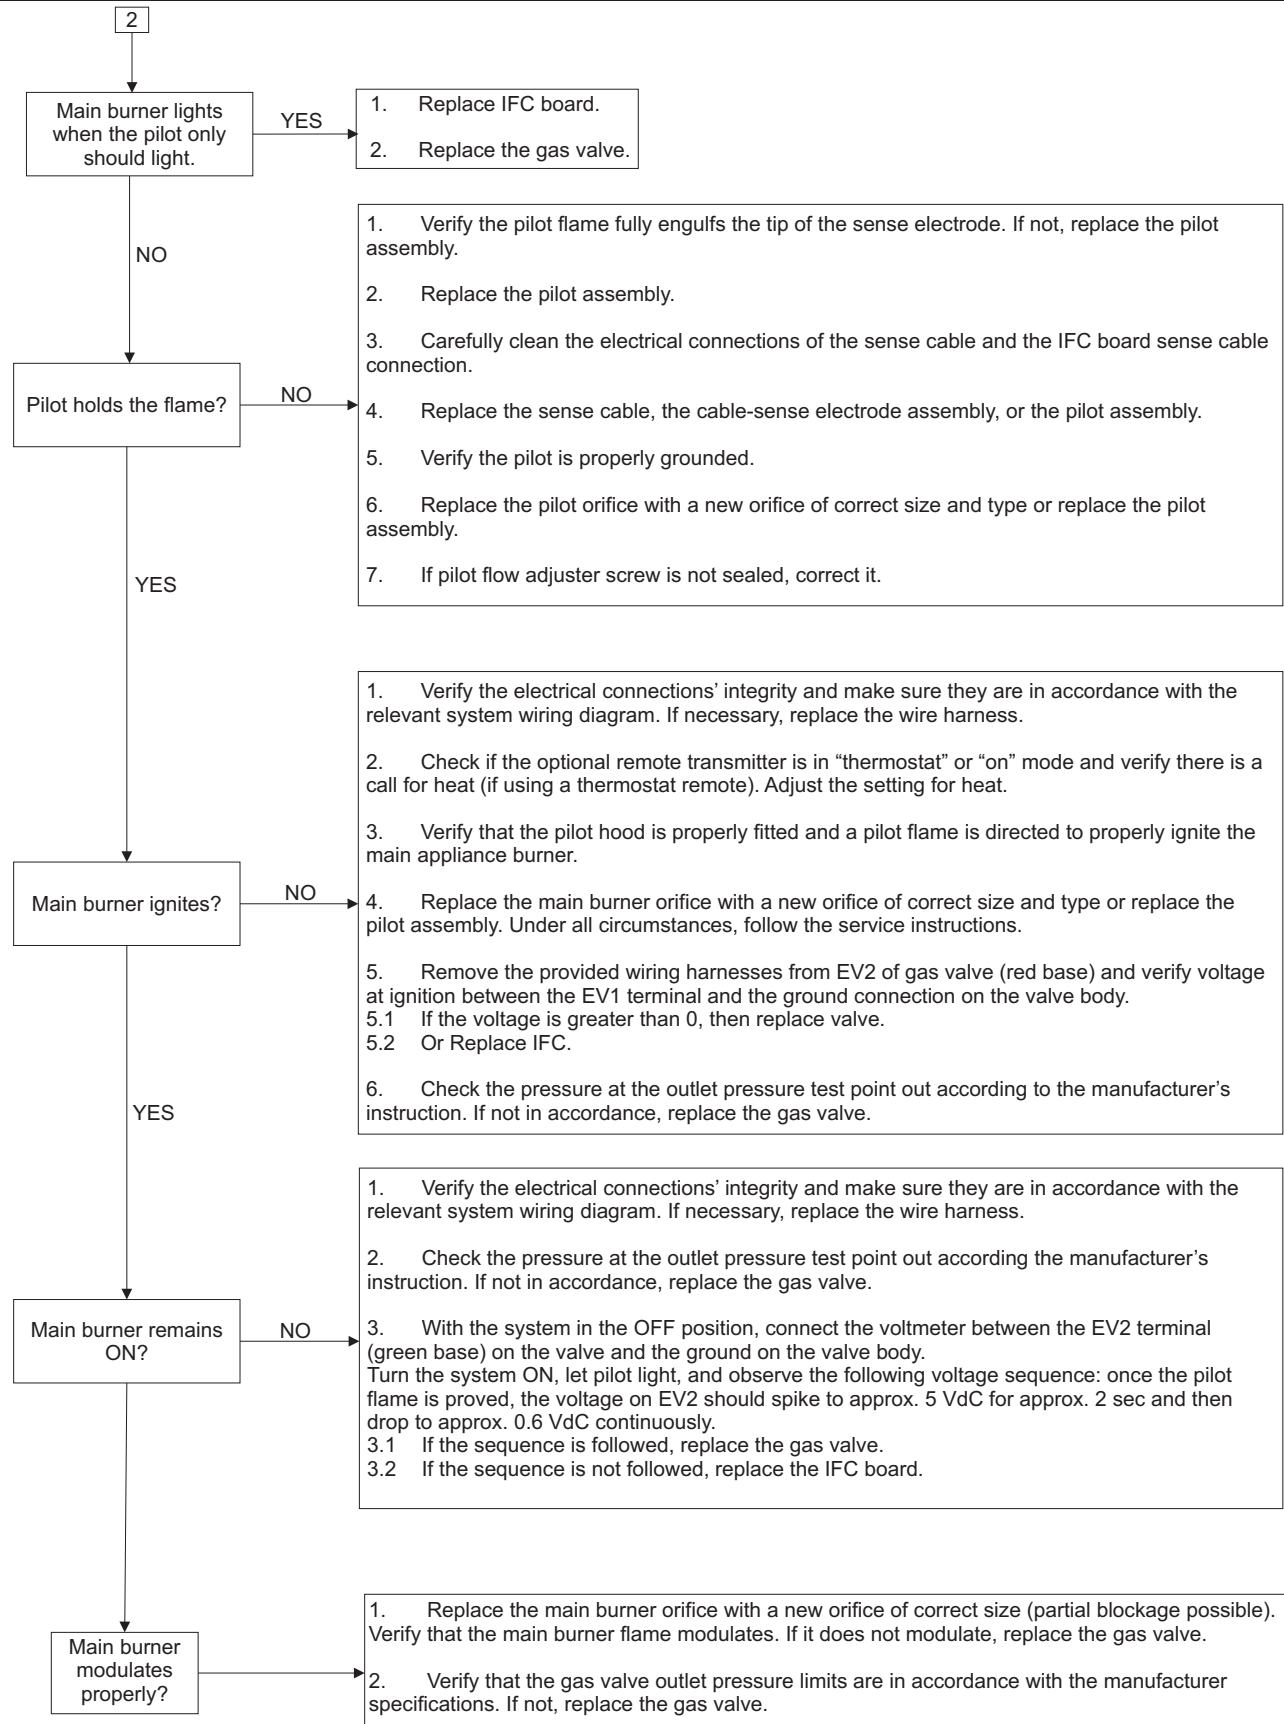 2
Main burner lights
when the pilot only
should light.
YES
1. Replace IFC board.
2. Replace the gas valve.
NO
1. Verify the pilot flame fully engulfs the tip of the sense electrode. If not, replace the pilot
assembly.
2. Replace the pilot assembly.
3. Carefully clean the electrical connections of the sense cable and the IFC board sense cable
connection.
Pilot holds the flame?
NO
4. Replace the sense cable, the cable-sense electrode assembly, or the pilot assembly.
5. Verify the pilot is properly grounded.
6. Replace the pilot orifice with a new orifice of correct size and type or replace the pilot
assembly.
7. If pilot flow adjuster screw is not sealed, correct it.
YES
1. Verify the electrical connections’ integrity and make sure they are in accordance with the
relevant system wiring diagram. If necessary, replace the wire harness.
2. Check if the optional remote transmitter is in “thermostat” or “on” mode and verify there is a
call for heat (if using a thermostat remote). Adjust the setting for heat.
3. Verify that the pilot hood is properly fitted and a pilot flame is directed to properly ignite the
main appliance burner.
Main burner ignites?
NO
4. Replace the main burner orifice with a new orifice of correct size and type or replace the
pilot assembly. Under all circumstances, follow the service instructions.
5. Remove the provided wiring harnesses from EV2 of gas valve (red base) and verify voltage
at ignition between the EV1 terminal and the ground connection on the valve body.
5.1 If the voltage is greater than 0, then replace valve.
5.2 Or Replace IFC.
6. Check the pressure at the outlet pressure test point out according to the manufacturer’s
instruction. If not in accordance, replace the gas valve.
YES
1. Verify the electrical connections’ integrity and make sure they are in accordance with the
relevant system wiring diagram. If necessary, replace the wire harness.
2. Check the pressure at the outlet pressure test point out according the manufacturer’s
instruction. If not in accordance, replace the gas valve.
Main burner remains
ON?
NO
3. With the system in the OFF position, connect the voltmeter between the EV2 terminal
(green base) on the valve and the ground on the valve body.
Turn the system ON, let pilot light, and observe the following voltage sequence: once the pilot
flame is proved, the voltage on EV2 should spike to approx. 5 VdC for approx. 2 sec and then
drop to approx. 0.6 VdC continuously.
3.1 If the sequence is followed, replace the gas valve.
3.2 If the sequence is not followed, replace the IFC board.
Main burner
modulates
properly?
1. Replace the main burner orifice with a new orifice of correct size (partial blockage possible).
Verify that the main burner flame modulates. If it does not modulate, replace the gas valve.
2. Verify that the gas valve outlet pressure limits are in accordance with the manufacturer
specifications. If not, replace the gas valve.